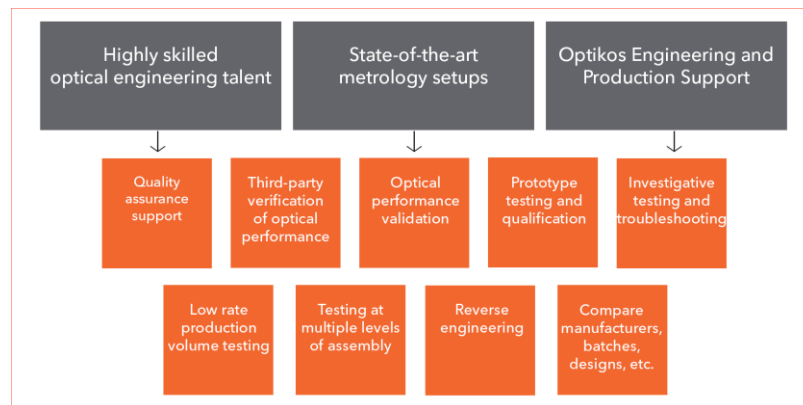 Highly skilled
optical engineering talent
State-of-the-art
metrology setups
Optikos Engineering and
Production Support
Quality
assurance
support
Third-party
verification
of optical
performance
Optical
performance
validation
Prototype
testing and
qualification
Investigative
testing and
troubleshooting
Low rate
production
volume testing
Testing at
multiple levels
of assembly
Reverse
engineering
Compare
manufacturers,
batches,
designs, etc.